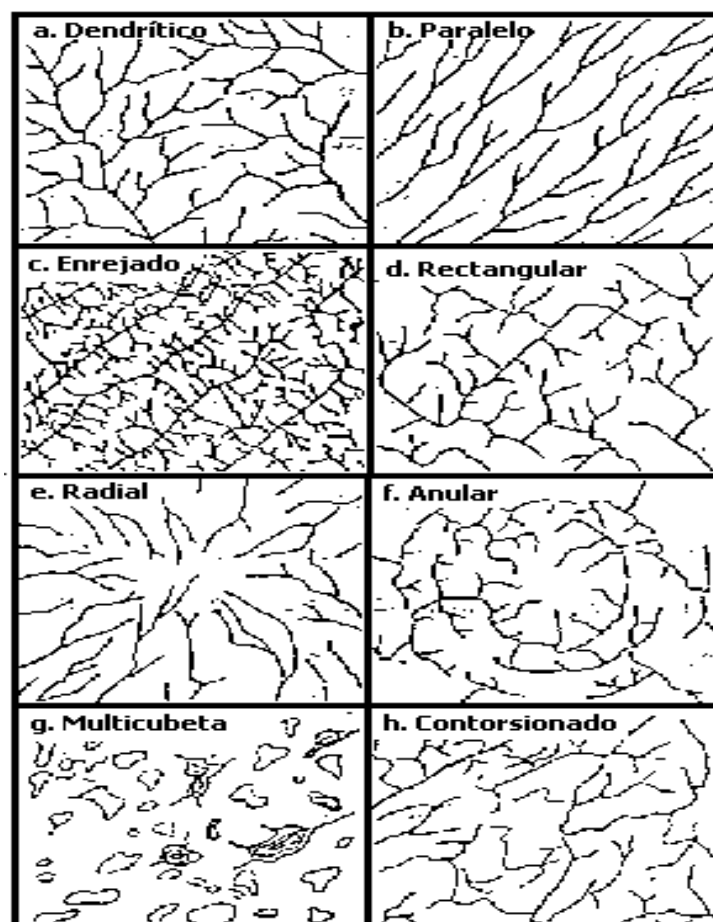 a. Dendrítico
b. Paralelo
c. Enrejado
d. Rectangular
e. Radial
f. Anular
g. Multicubeta
h. Contorsionado